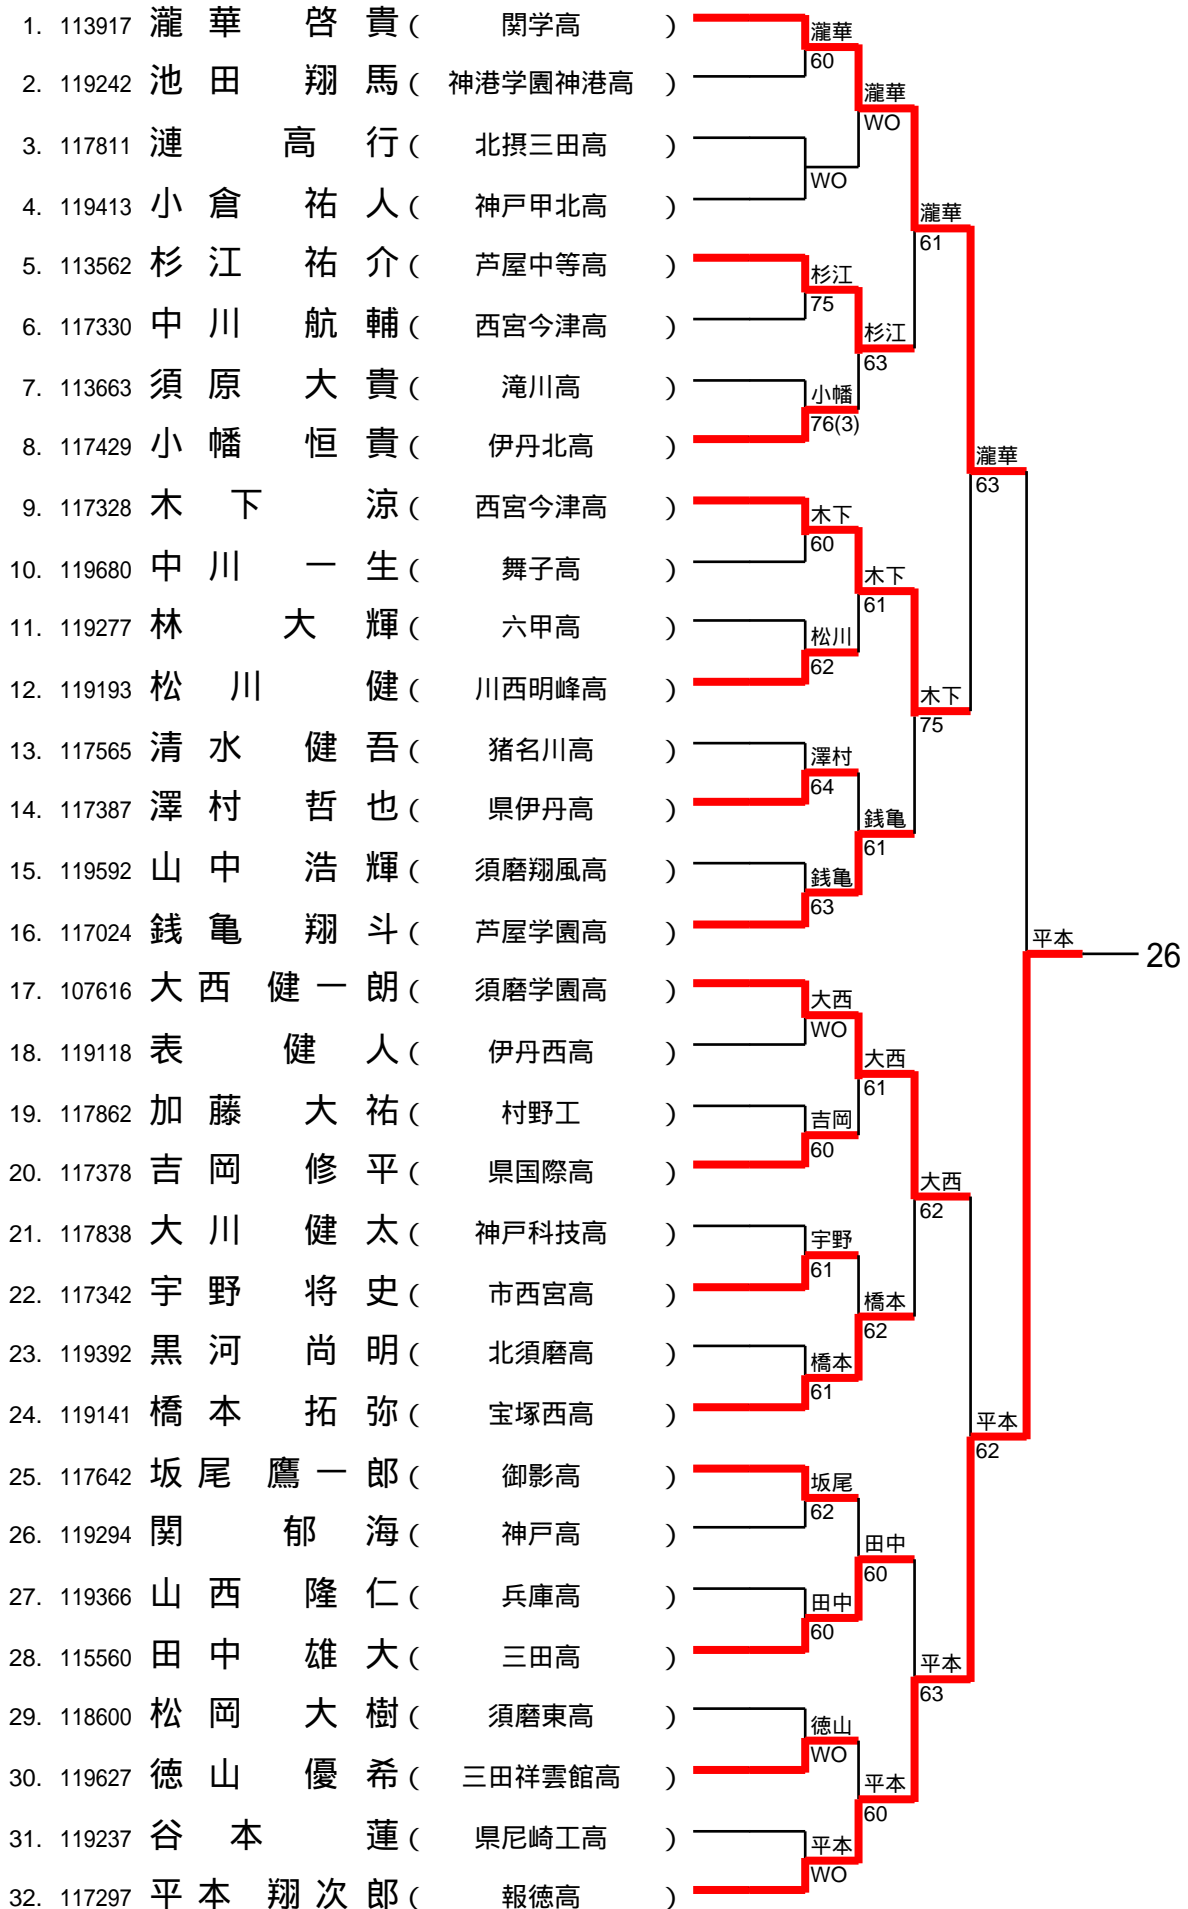 1. 113917 瀧華 啓貴 ( 関学高 )
2. 119242 池田 翔馬 ( 神港学園神港高 )
3. 117811 漣 高行 ( 北摂三田高 )
4. 119413 小倉 祐人 ( 神戸甲北高 )
5. 113562 杉江 祐介 ( 芦屋中等高 )
6. 117330 中川 航輔 ( 西宮今津高 )
7. 113663 須原 大貴 ( 滝川高 )
8. 117429 小幡 恒貴 ( 伊丹北高 )
9. 117328 木下 涼 ( 西宮今津高 )
10. 119680 中川 一生 ( 舞子高 )
11. 119277 林 大輝 ( 六甲高 )
12. 119193 松川 健 ( 川西明峰高 )
13. 117565 清水 健吾 ( 猪名川高 )
14. 117387 澤村 哲也 ( 県伊丹高 )
15. 119592 山中 浩輝 ( 須磨翔風高 )
16. 117024 銭亀 翔斗 ( 芦屋学園高 )
17. 107616 大西 健一朗 ( 須磨学園高 )
18. 119118 表 健人 ( 伊丹西高 )
19. 117862 加藤 大祐 ( 村野工 )
20. 117378 吉岡 修平 ( 県国際高 )
21. 117838 大川 健太 ( 神戸科技高 )
22. 117342 宇野 将史 ( 市西宮高 )
23. 119392 黒河 尚明 ( 北須磨高 )
24. 119141 橋本 拓弥 ( 宝塚西高 )
25. 117642 坂尾 鷹一郎 ( 御影高 )
26. 119294 関 郁海 ( 神戸高 )
27. 119366 山西 隆仁 ( 兵庫高 )
28. 115560 田中 雄大 ( 三田高 )
29. 118600 松岡 大樹 ( 須磨東高 )
30. 119627 徳山 優希 ( 三田祥雲館高 )
31. 119237 谷本 蓮 ( 県尼崎工高 )
32. 117297 平本 翔次郎 ( 報徳高 )
瀧華
60
WO
杉江
75
小幡
76(3)
木下
60
松川
62
澤村
64
銭亀
63
大西
WO
吉岡
60
宇野
61
橋本
61
坂尾
62
田中
60
徳山
WO
平本
WO
瀧華
WO
杉江
63
木下
61
銭亀
61
大西
61
橋本
62
田中
60
平本
60
瀧華
61
木下
75
大西
62
平本
63
瀧華
63
平本
62
平本
26